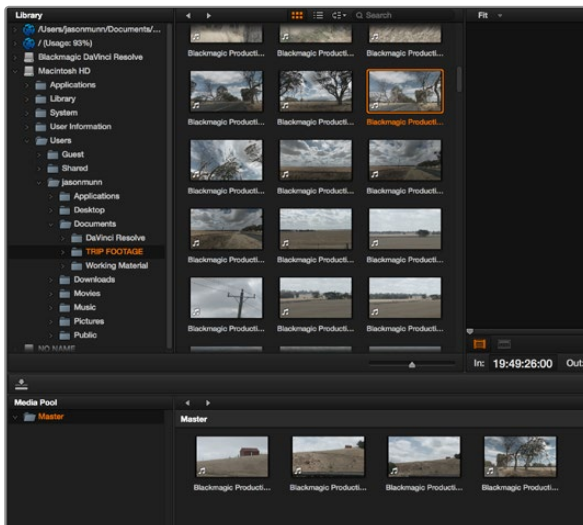 Library
Search
Fit
/Users/jasonmunn/Documents/...
/ (Usage: 93%)
Blackmagic DaVinci Resolve
Macintosh HD
Applications
Library
System
User Information
Users
Guest
Shared
jasonmunn
Applications
Desktop
Documents
DaVinci Resolve
TRIP FOOTAGE
Working Material
Downloads
Movies
Music
Pictures
Public
NO NAME
Blackmagic Producti... Blackmagic Producti... Blackmagic Producti...
Blackmagic Producti... Blackmagic Producti... Blackmagic Producti...
Blackmagic Producti... Blackmagic Producti... Blackmagic Producti...
Blackmagic Producti... Blackmagic Producti... Blackmagic Producti...
Blackmagic Producti... Blackmagic Producti... Blackmagic Producti...
In: 19:49:26:00 Out:
Media Pool
Master
Master
Blackmagic Producti... Blackmagic Producti... Blackmagic Producti... Blackmagic Producti...